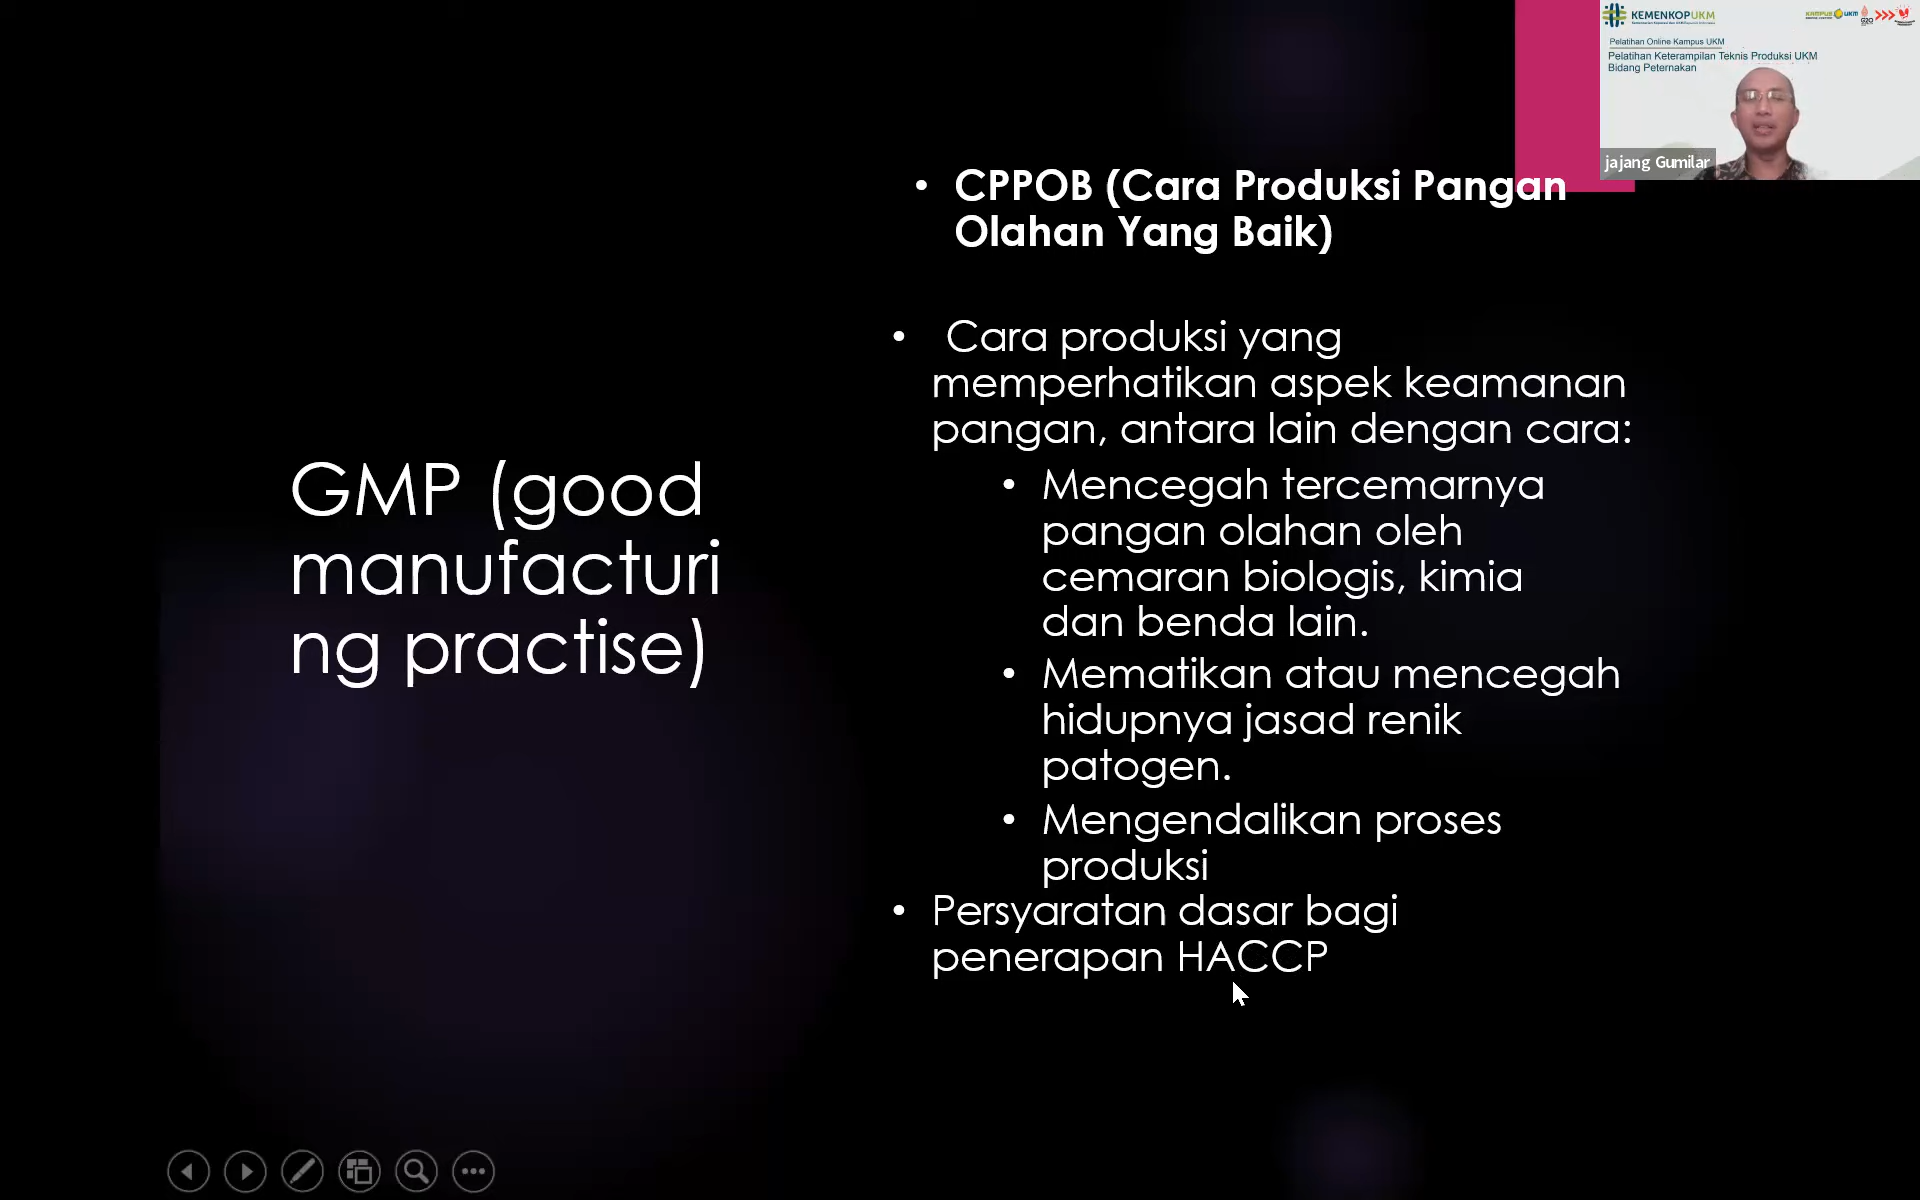 GMP (good
manufacturi
ng practise)
• CPPOB (Cara Produksi Pangan
Olahan Yang Baik)
• Cara produksi yang
memperhatikan aspek keamanan
pangan, antara lain dengan cara:
• Mencegah tercemarnya
pangan olahan oleh
cemaran biologis, kimia
dan benda lain.
• Mematikan atau mencegah
hidupnya jasad renik
patogen.
• Mengendalikan proses
produksi
• Persyaratan dasar bagi
penerapan HACCP
KEMENKOPUKM
KAMPUS UKM
G20
Pelatihan Online Kampus UKM
Pelatihan Keterampilan Teknis Produksi UKM
Bidang Peternakan
jajang Gumilar